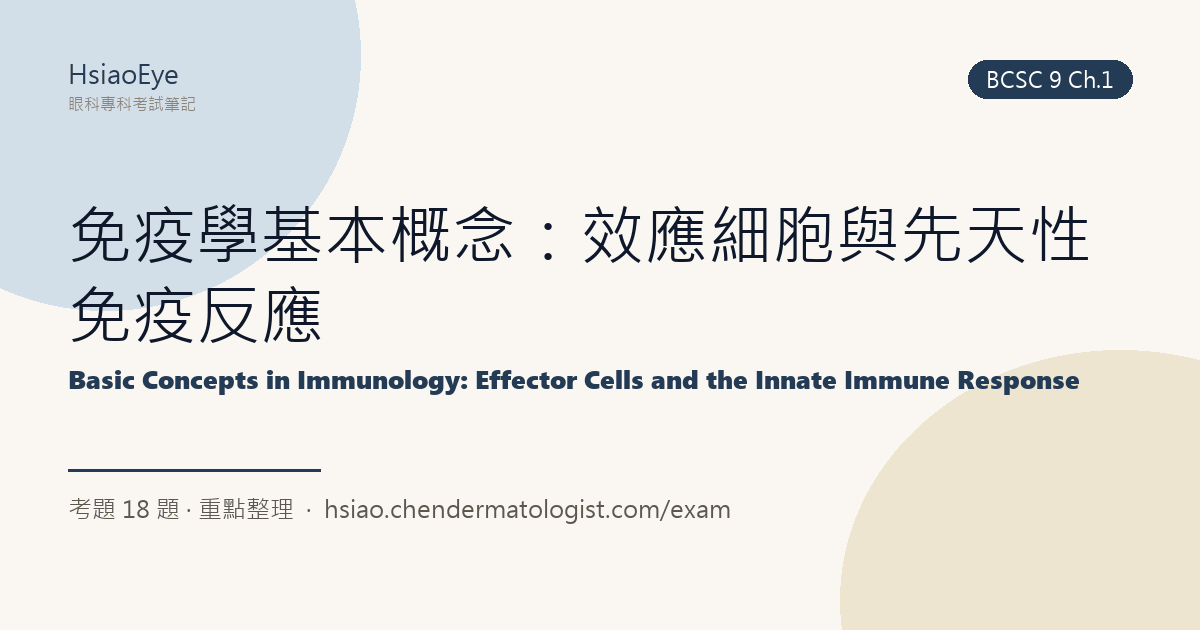 HsiaoEye
眼科專科考試筆記
BCSC 9 Ch.1
免疫學基本概念：效應細胞與先天性
免疫反應
Basic Concepts in Immunology: Effector Cells and the Innate Immune Response
考題 18 題 · 重點整理 · hsiao.chendermatologist.com/exam